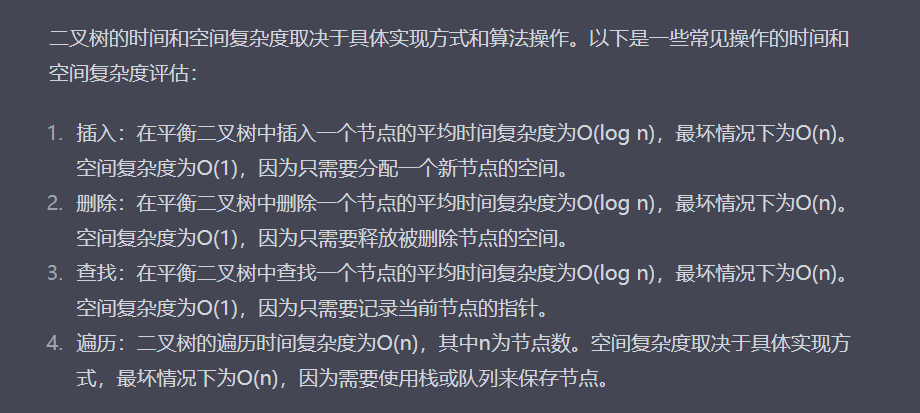 二叉树的时间和空间复杂度取决于具体实现方式和算法操作。以下是一些常见操作的时间和
空间复杂度评估：
1. 插入：在平衡二叉树中插入一个节点的平均时间复杂度为O(log n)，最坏情况下为O(n)。
空间复杂度为O(1)，因为只需要分配一个新节点的空间。
2. 删除：在平衡二叉树中删除一个节点的平均时间复杂度为O(log n)，最坏情况下为O(n)。
空间复杂度为O(1)，因为只需要释放被删除节点的空间。
3. 查找：在平衡二叉树中查找一个节点的平均时间复杂度为O(log n)，最坏情况下为O(n)。
空间复杂度为O(1)，因为只需要记录当前节点的指针。
4. 遍历：二叉树的遍历时间复杂度为O(n)，其中n为节点数。空间复杂度取决于具体实现方
式，最坏情况下为O(n)，因为需要使用栈或队列来保存节点。